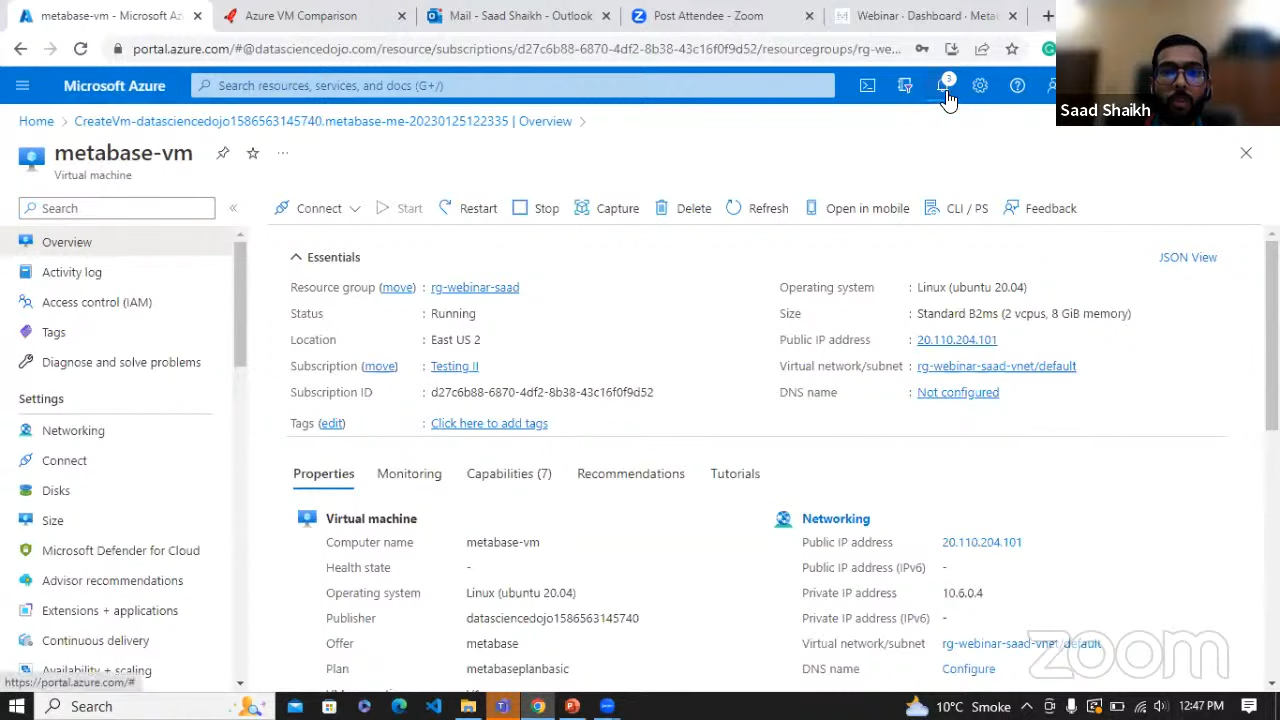 metabase-vm - Microsoft Az
Azure VM Comparison
Mail - Saad Shaikh - Outlook
Post Attendee - Zoom
Webinar · Dashboard · Metab
portal.azure.com/#@datasciencedojo.com/resource/subscriptions/d27c6b88-6870-4df2-8b38-43c16f0f9d52/resourcegroups/rg-we...
Microsoft Azure
Search resources, services, and docs (G+/)
3
Saad Shaikh
Home > CreateVm-datasciencedojo1586563145740.metabase-me-20230125122335 | Overview >
metabase-vm
Virtual machine
Search
Connect
Start
Restart
Stop
Capture
Delete
Refresh
Open in mobile
CLI / PS
Feedback
Overview
Activity log
Access control (IAM)
Tags
Diagnose and solve problems
Settings
Networking
Connect
Disks
Size
Microsoft Defender for Cloud
Advisor recommendations
Extensions + applications
Continuous delivery
Availability + scaling
https://portal.azure.com/#
Essentials
JSON View
Resource group (move) : rg-webinar-saad
Status : Running
Location : East US 2
Subscription (move) : Testing II
Subscription ID : d27c6b88-6870-4df2-8b38-43c16f0f9d52
Tags (edit) : Click here to add tags
Operating system : Linux (ubuntu 20.04)
Size : Standard B2ms (2 vcpus, 8 GiB memory)
Public IP address : 20.110.204.101
Virtual network/subnet : rg-webinar-saad-vnet/default
DNS name : Not configured
Properties
Monitoring
Capabilities (7)
Recommendations
Tutorials
Virtual machine
Computer name metabase-vm
Health state -
Operating system Linux (ubuntu 20.04)
Publisher datasciencedojo1586563145740
Offer metabase
Plan metabaseplanbasic
Networking
Public IP address 20.110.204.101
Public IP address (IPv6) -
Private IP address 10.6.0.4
Private IP address (IPv6) -
Virtual network/subnet rg-webinar-saad-vnet/default
DNS name Configure
zoom
Search
10°C Smoke
12:47 PM